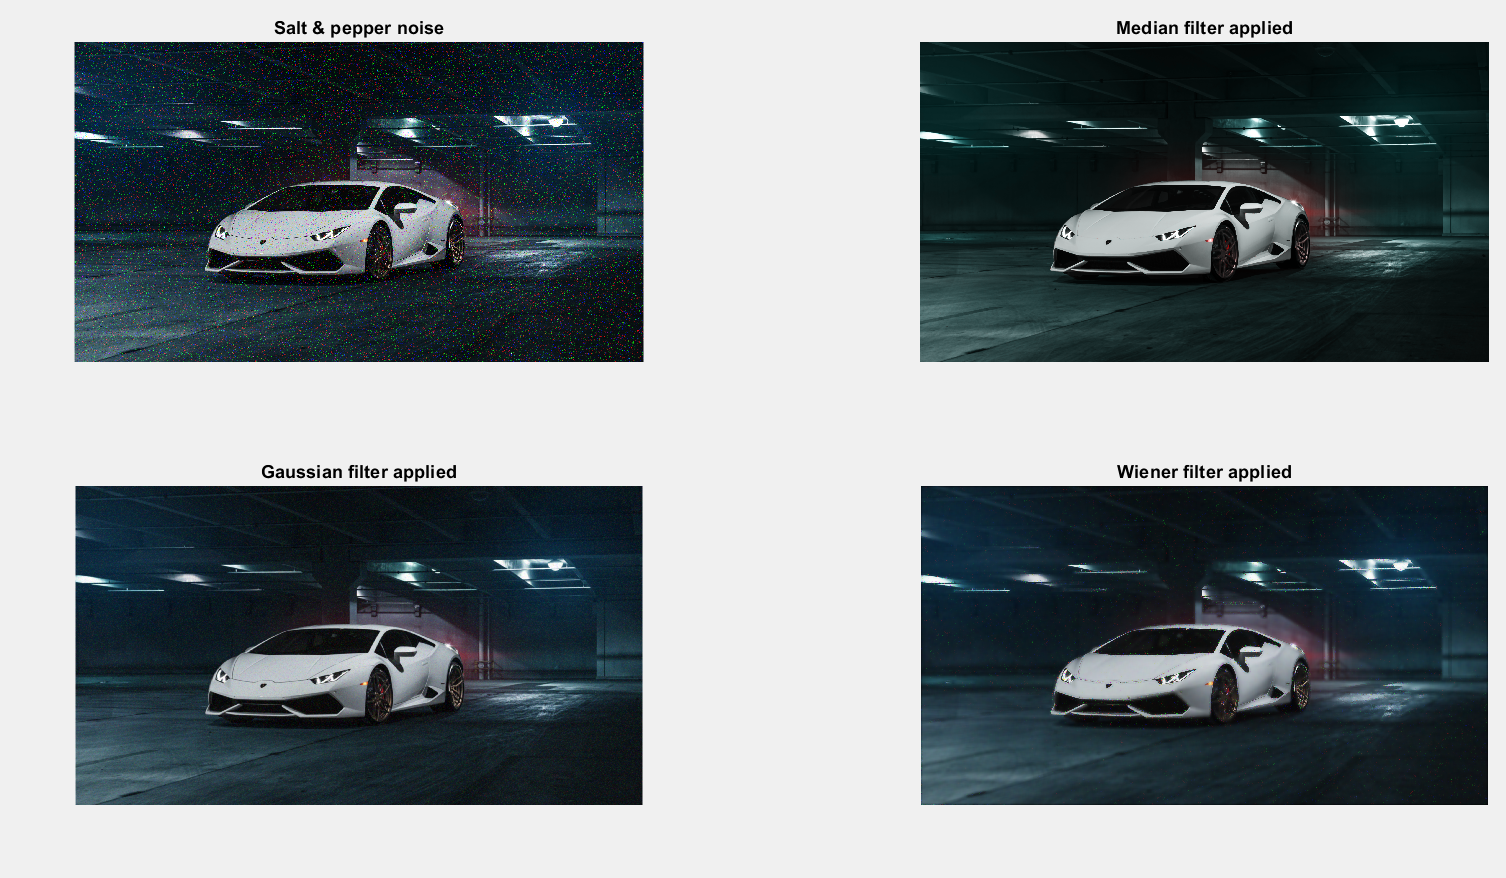 Salt & pepper noise
Median filter applied
Gaussian filter applied
Wiener filter applied